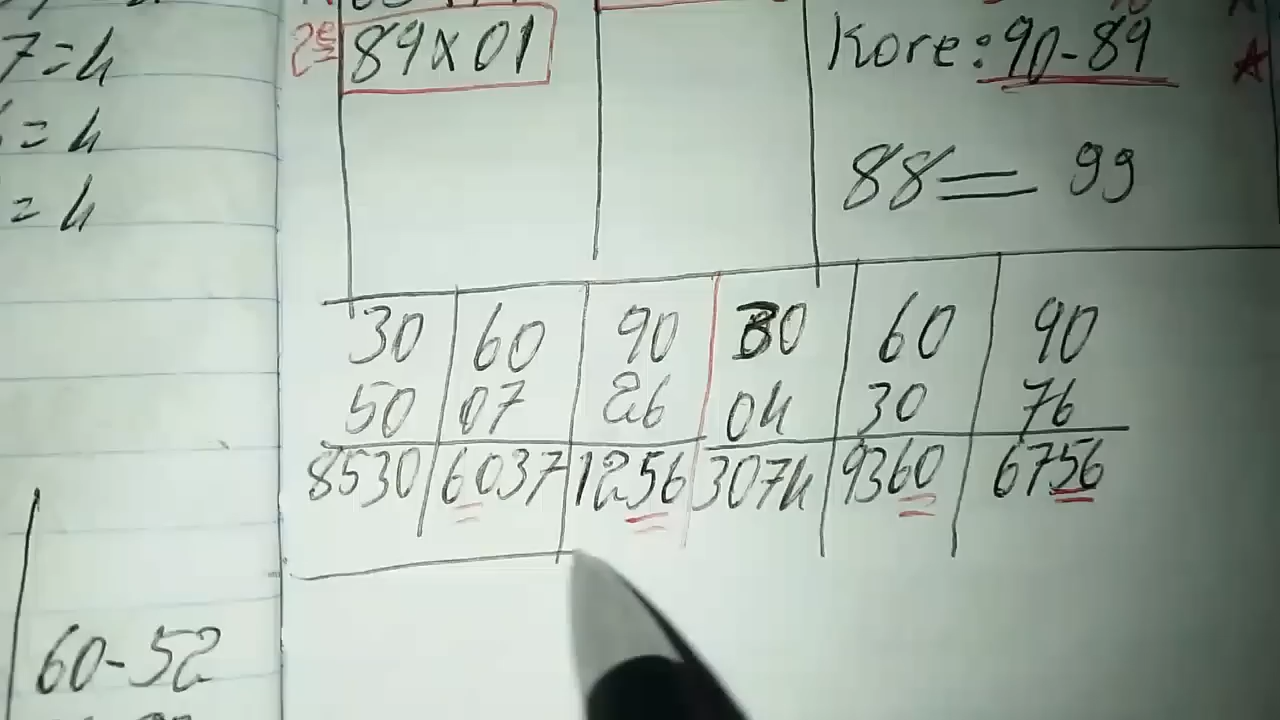 7=4
=4
=4
2e 89x01
Kore: 90-89
88= 99
30 60 90 30 60 90
50 07 26 04 30 76
8530 6037 1256 3074 9360 6756
60-52